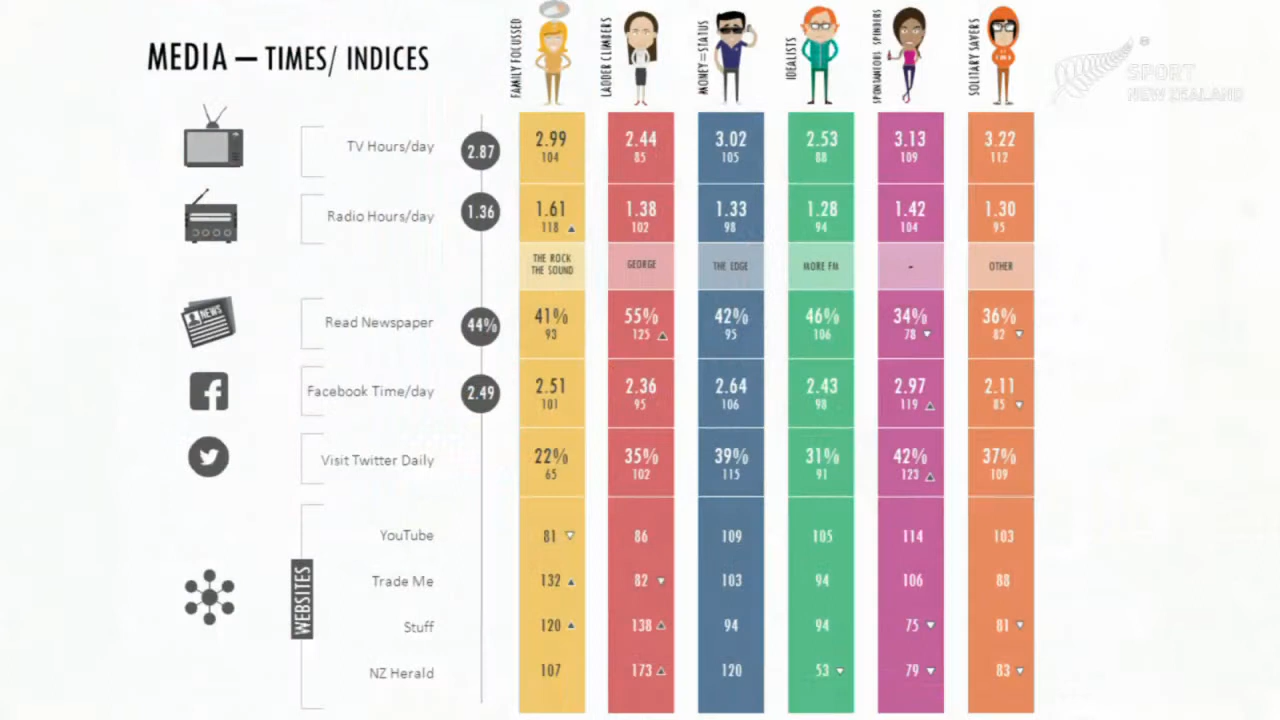 MEDIA – TIMES/ INDICES
FAMILY FOCUSSED
LADDER CLIMBERS
MONEY=STATUS
IDEALISTS
SPONTANEOUS SPENDERS
SOLITARY SAVERS
SPORT
NEW ZEALAND
TV Hours/day 2.87 2.99 2.44 3.02 2.53 3.13 3.22
104 85 105 88 109 112
Radio Hours/day 1.36 1.61 1.38 1.33 1.28 1.42 1.30
118 ▲ 102 98 94 104 95
THE ROCK
THE SOUND
GEORGE
THE EDGE
MORE FM
-
OTHER
NEWS
Read Newspaper 44% 41% 55% 42% 46% 34% 36%
93 125 ▲ 95 106 78 ▼ 82 ▼
Facebook Time/day 2.49 2.51 2.36 2.64 2.43 2.97 2.11
101 95 106 98 119 ▲ 85 ▼
Visit Twitter Daily 22% 35% 39% 31% 42% 37%
65 102 115 91 123 ▲ 109
WEBSITES
YouTube 81 ▼ 86 109 105 114 103
Trade Me 132 ▲ 82 ▼ 103 94 106 88
Stuff 120 ▲ 138 ▲ 94 94 75 ▼ 81 ▼
NZ Herald 107 173 ▲ 120 53 ▼ 79 ▼ 83 ▼